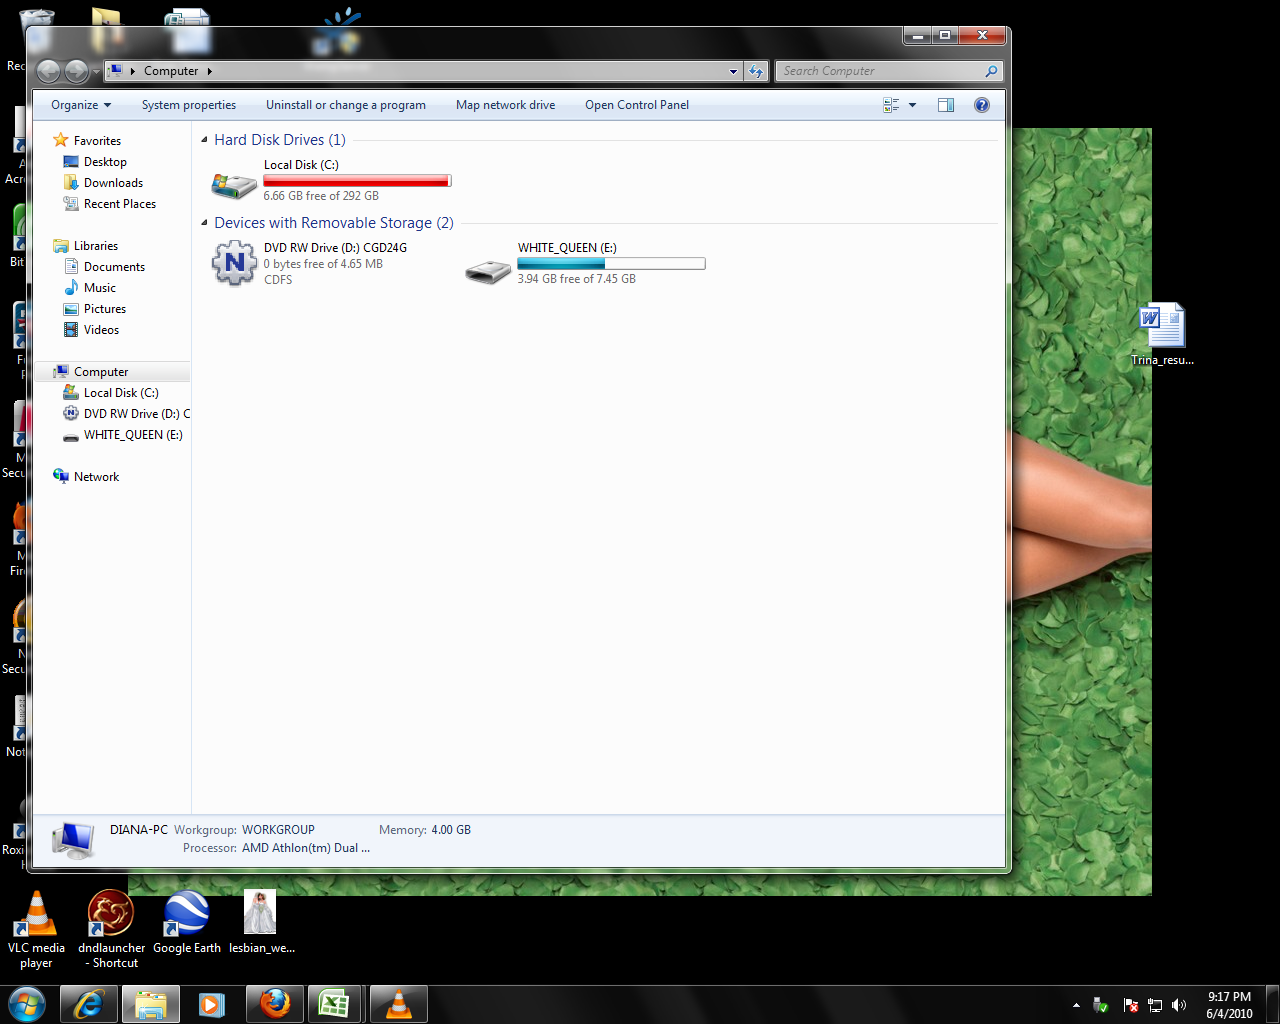 Rec
Computer
Search Computer
Organize
System properties
Uninstall or change a program
Map network drive
Open Control Panel
Favorites
Desktop
Downloads
Recent Places
Libraries
Documents
Music
Pictures
Videos
Computer
Local Disk (C:)
DVD RW Drive (D:) C
WHITE_QUEEN (E:)
Network
Hard Disk Drives (1)
Local Disk (C:)
6.66 GB free of 292 GB
Devices with Removable Storage (2)
DVD RW Drive (D:) CGD24G
0 bytes free of 4.65 MB
CDFS
WHITE_QUEEN (E:)
3.94 GB free of 7.45 GB
DIANA-PC Workgroup: WORKGROUP Memory: 4.00 GB
Processor: AMD Athlon(tm) Dual ...
A
Acro
Bit
Fr
P
M
Secu
M
Fire
N
Secu
Not
Roxi
H
Trina_resu...
VLC media
player
dndlauncher
- Shortcut
Google Earth
lesbian_we...
9:17 PM
6/4/2010